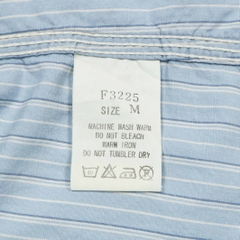 F3225
SIZE M
MACHINE WASH WARM
DO NOT BLEACH
WARM IRON
DO NOT TUMBLER DRY